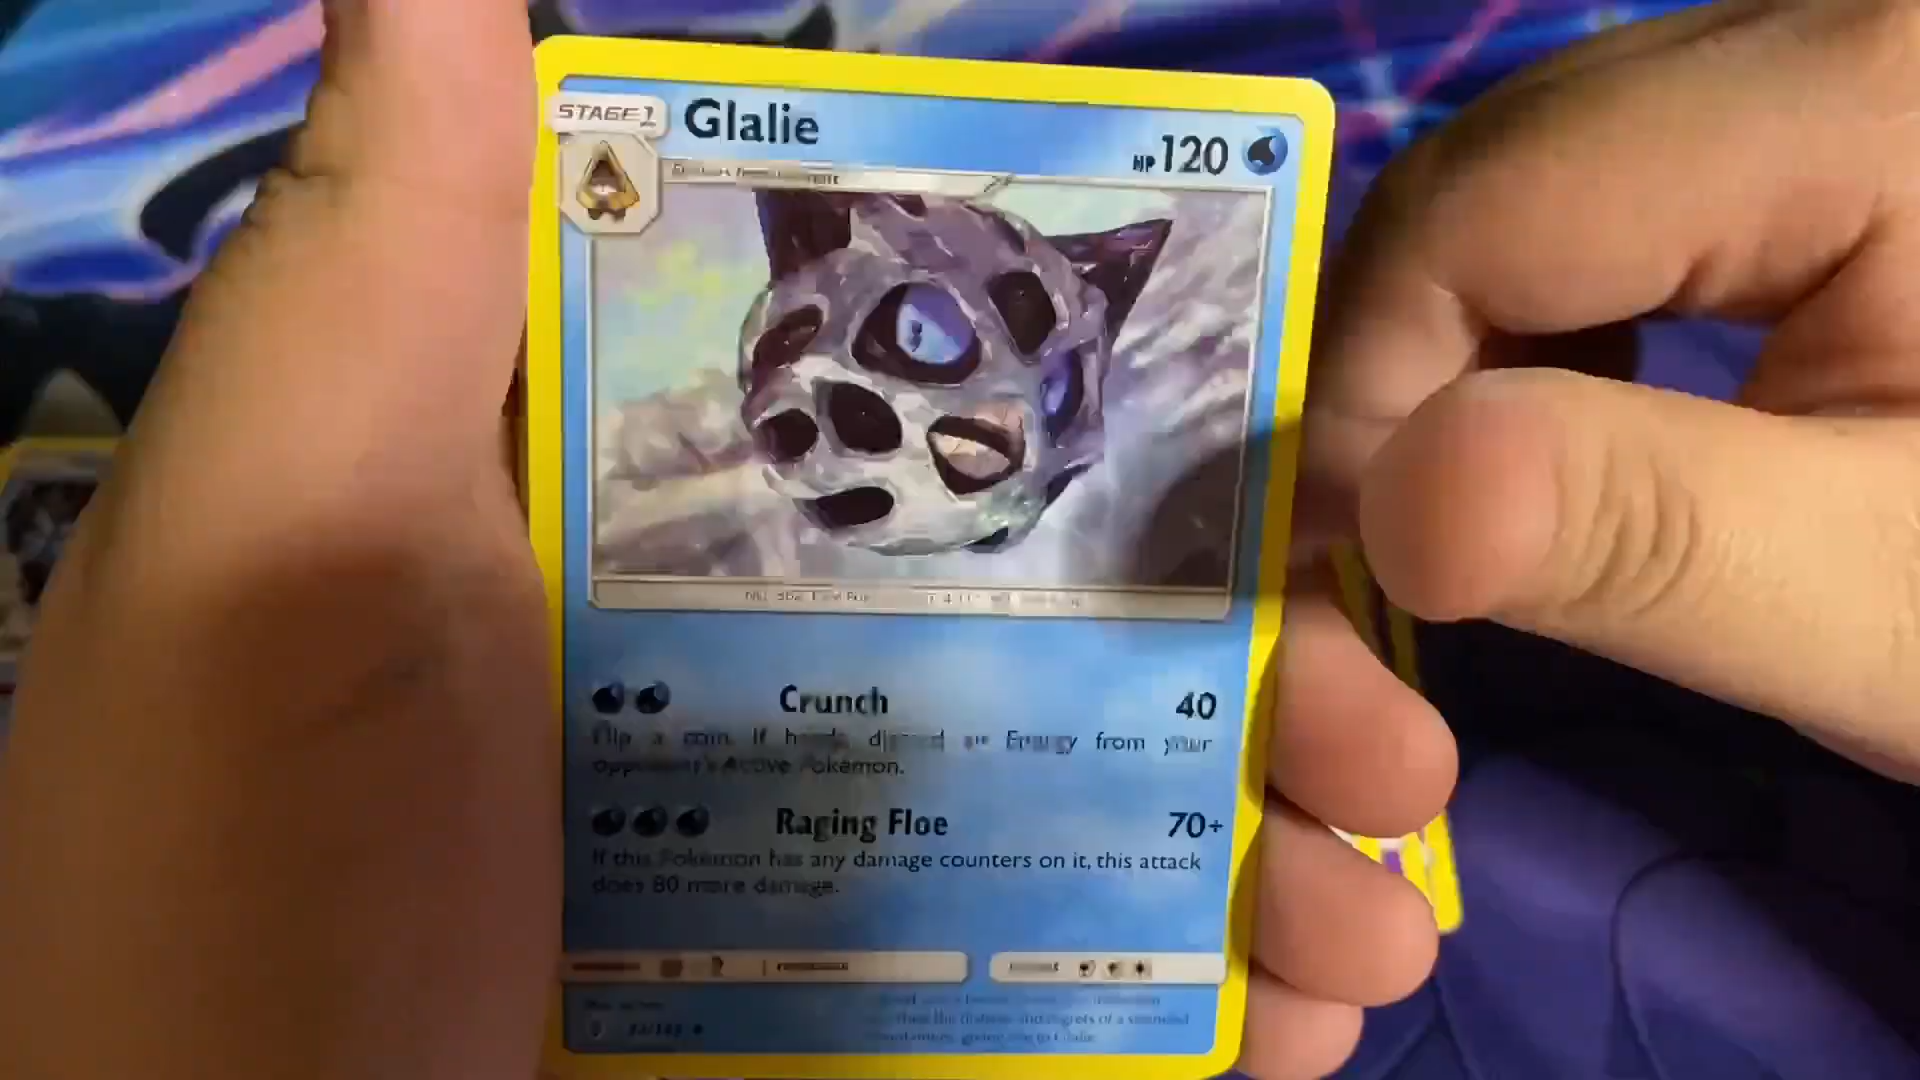 STAGE 1
Glalie
HP 120
Crunch 40
Flip a coin. If heads, discard an Energy from your
opponent's Active Pokémon.
Raging Floe 70+
If this Pokémon has any damage counters on it, this attack
does 80 more damage.